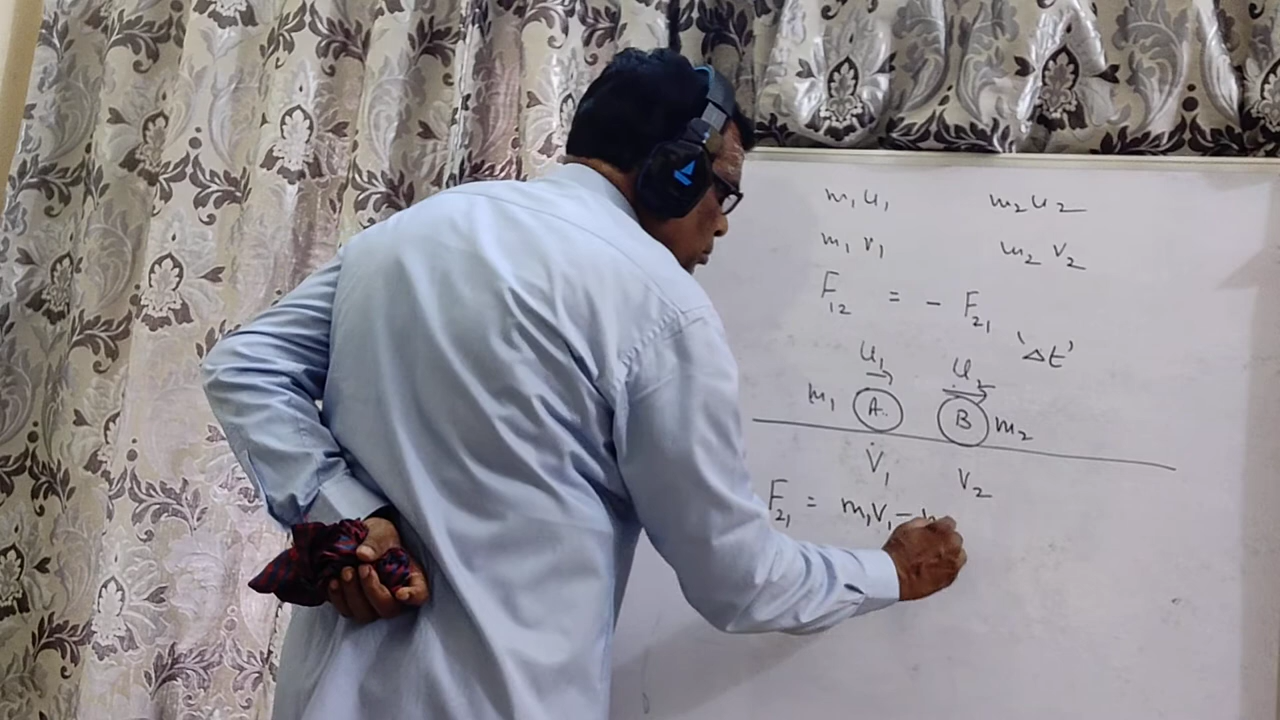 m₁u₁ m₂u₂
m₁v₁ m₂v₂
F₁₂ = - F₂₁
'Δt'
u₁ u₂
m₁ A B m₂
V₁ V₂
F₂₁ = m₁V₁ -